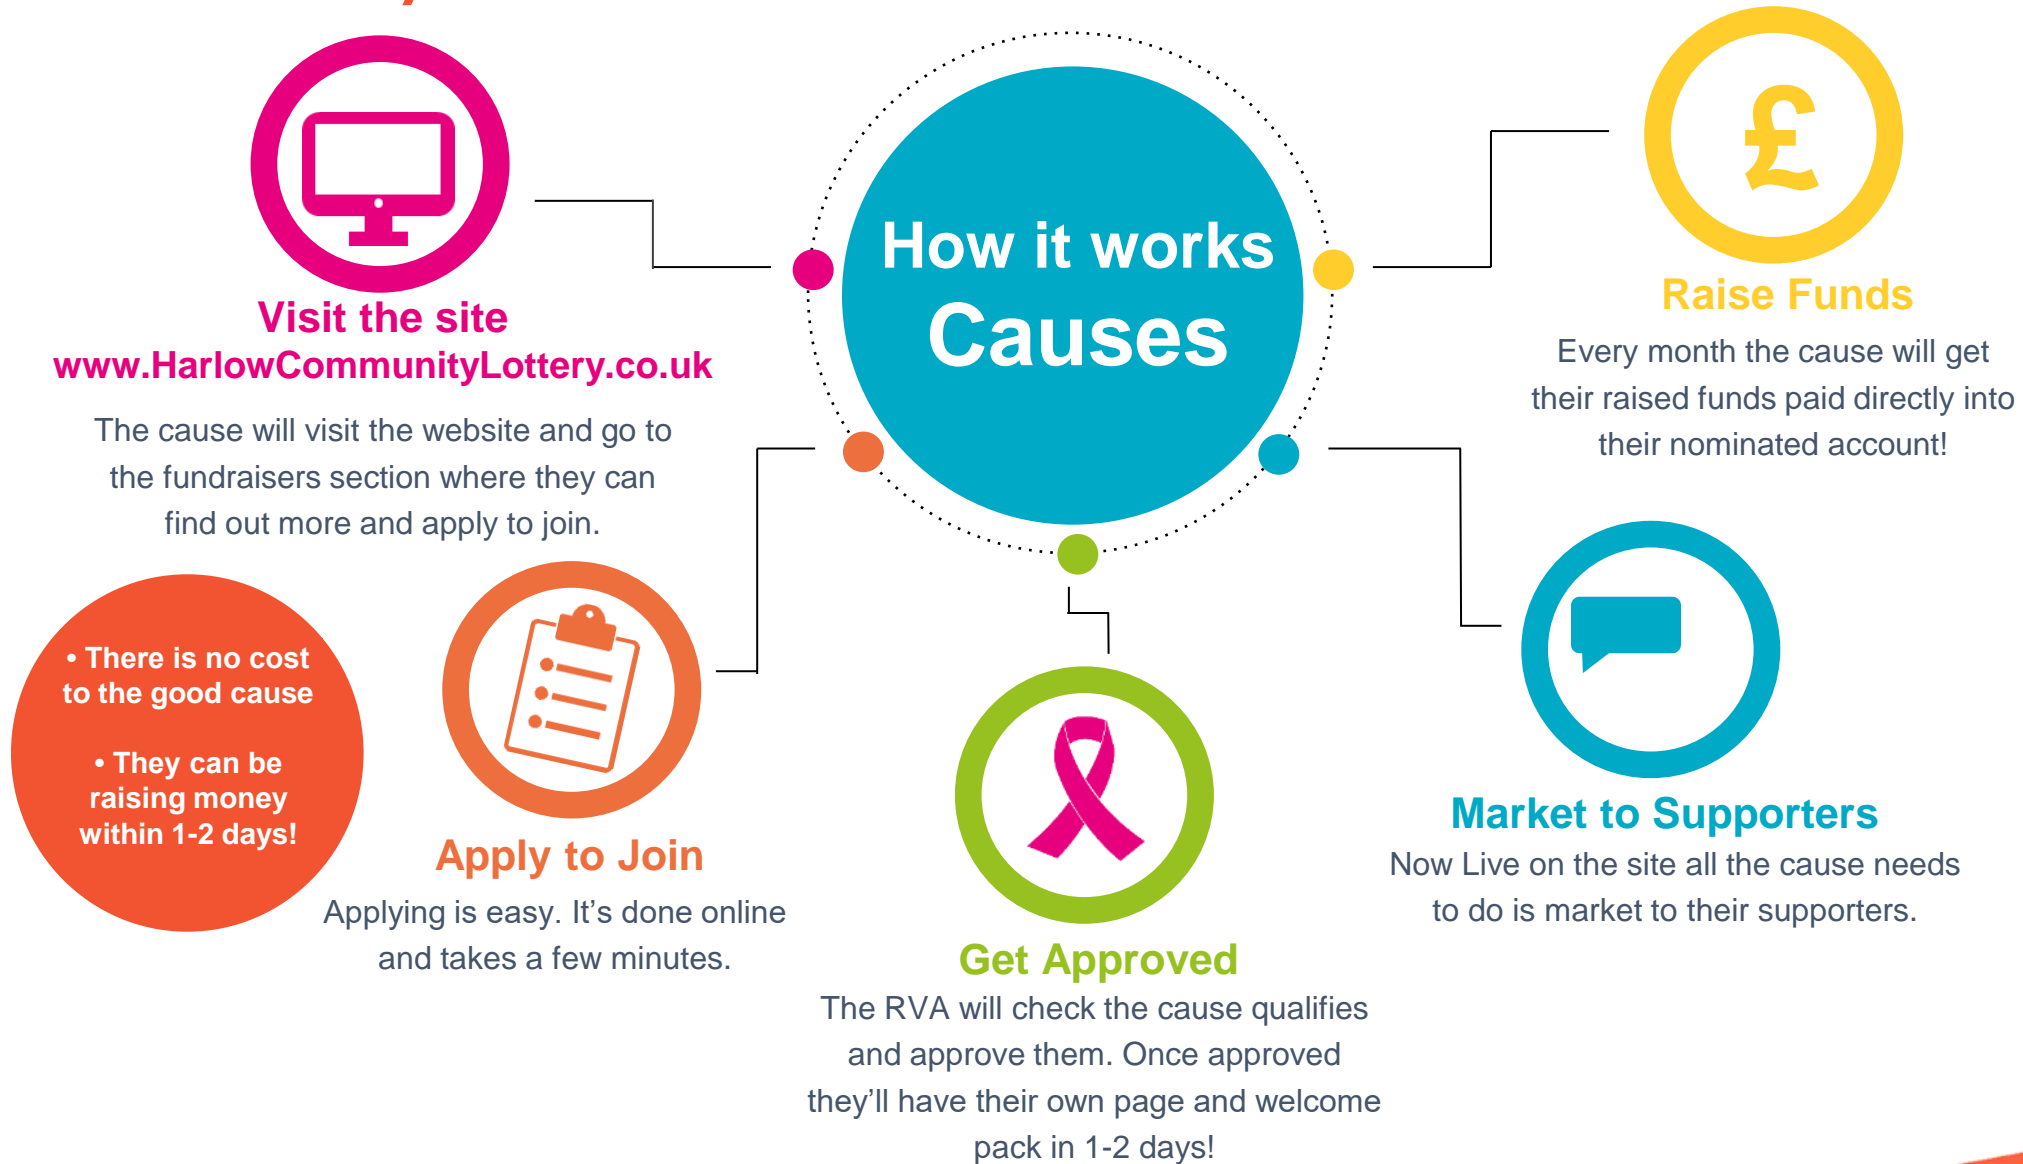 How it works
Causes
Visit the site
www.HarlowCommunityLottery.co.uk
The cause will visit the website and go to
the fundraisers section where they can
find out more and apply to join.
• There is no cost
to the good cause
• They can be
raising money
within 1-2 days!
Apply to Join
Applying is easy. It’s done online
and takes a few minutes.
Get Approved
The RVA will check the cause qualifies
and approve them. Once approved
they’ll have their own page and welcome
pack in 1-2 days!
Market to Supporters
Now Live on the site all the cause needs
to do is market to their supporters.
£
Raise Funds
Every month the cause will get
their raised funds paid directly into
their nominated account!